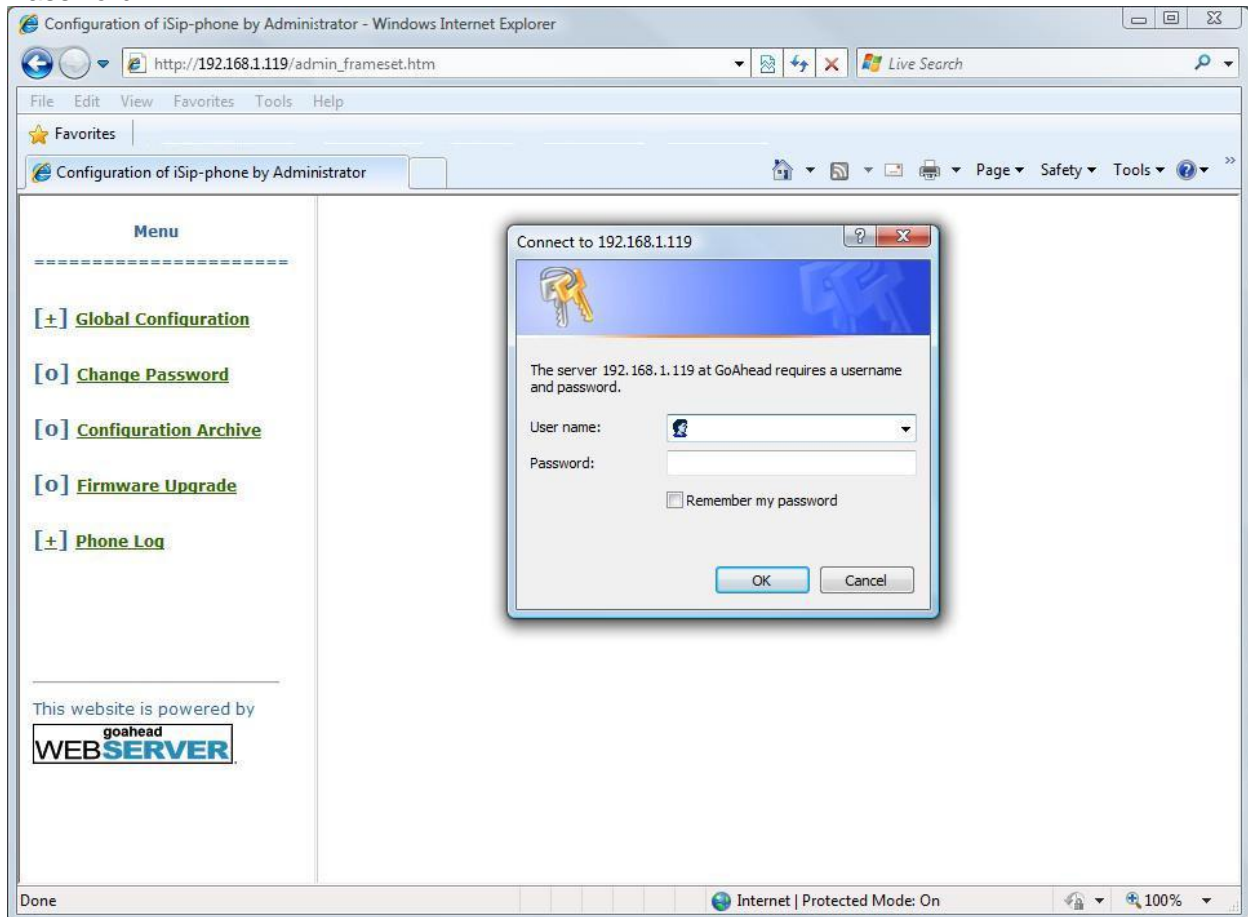 Configuration of iSip-phone by Administrator - Windows Internet Explorer
http://192.168.1.119/admin_frameset.htm
Live Search
File Edit View Favorites Tools Help
Favorites
Configuration of iSip-phone by Administrator
Page Safety Tools
Menu
======================
[+] Global Configuration
[o] Change Password
[o] Configuration Archive
[o] Firmware Upgrade
[+] Phone Log
This website is powered by
goahead
WEBSERVER
Connect to 192.168.1.119
The server 192.168.1.119 at GoAhead requires a username
and password.
User name:
Password:
Remember my password
OK Cancel
Done
Internet | Protected Mode: On
100%